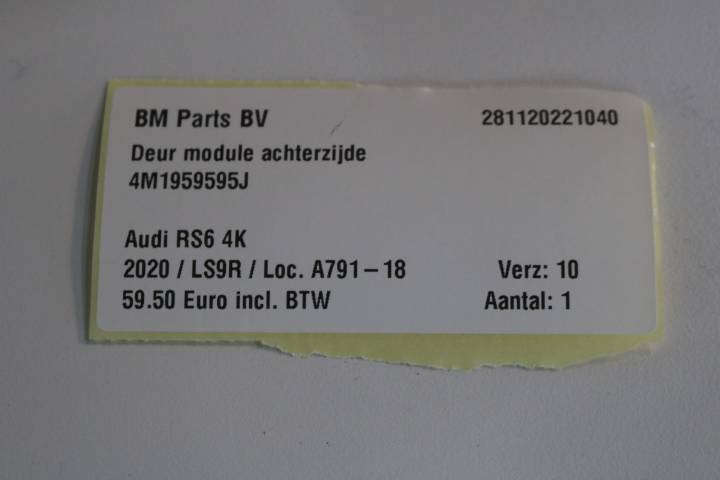 BM Parts BV 281120221040
Deur module achterzijde
4M1959595J
Audi RS6 4K
2020 / LS9R / Loc. A791-18 Verz: 10
59.50 Euro incl. BTW Aantal: 1